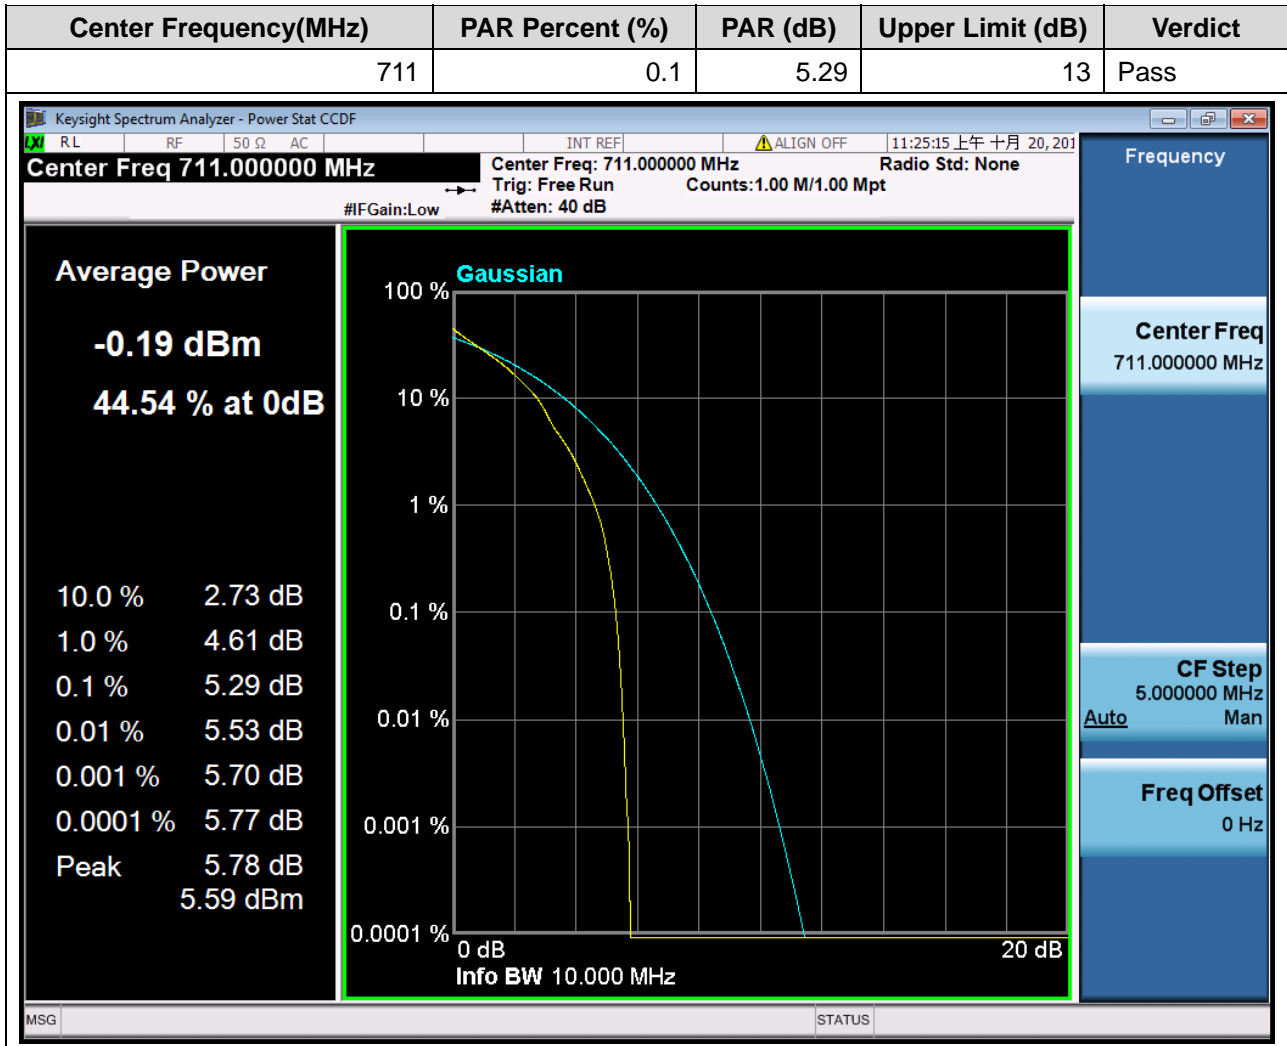 Center Frequency(MHz) PAR Percent (%) PAR (dB) Upper Limit (dB) Verdict
711 0.1 5.29 13 Pass
Keysight Spectrum Analyzer - Power Stat CCDF
LXI RL RF 50 Ω AC INT REF ALIGN OFF 11:25:15 上午 十月 20, 201
Center Freq 711.000000 MHz
Center Freq: 711.000000 MHz Radio Std: None
Trig: Free Run Counts:1.00 M/1.00 Mpt
#IFGain:Low #Atten: 40 dB
Average Power
-0.19 dBm
44.54 % at 0dB
10.0 % 2.73 dB
1.0 % 4.61 dB
0.1 % 5.29 dB
0.01 % 5.53 dB
0.001 % 5.70 dB
0.0001 % 5.77 dB
Peak 5.78 dB
5.59 dBm
Gaussian
100 %
10 %
1 %
0.1 %
0.01 %
0.001 %
0.0001 %
0 dB 20 dB
Info BW 10.000 MHz
Frequency
Center Freq
711.000000 MHz
CF Step
5.000000 MHz
Auto Man
Freq Offset
0 Hz
MSG STATUS